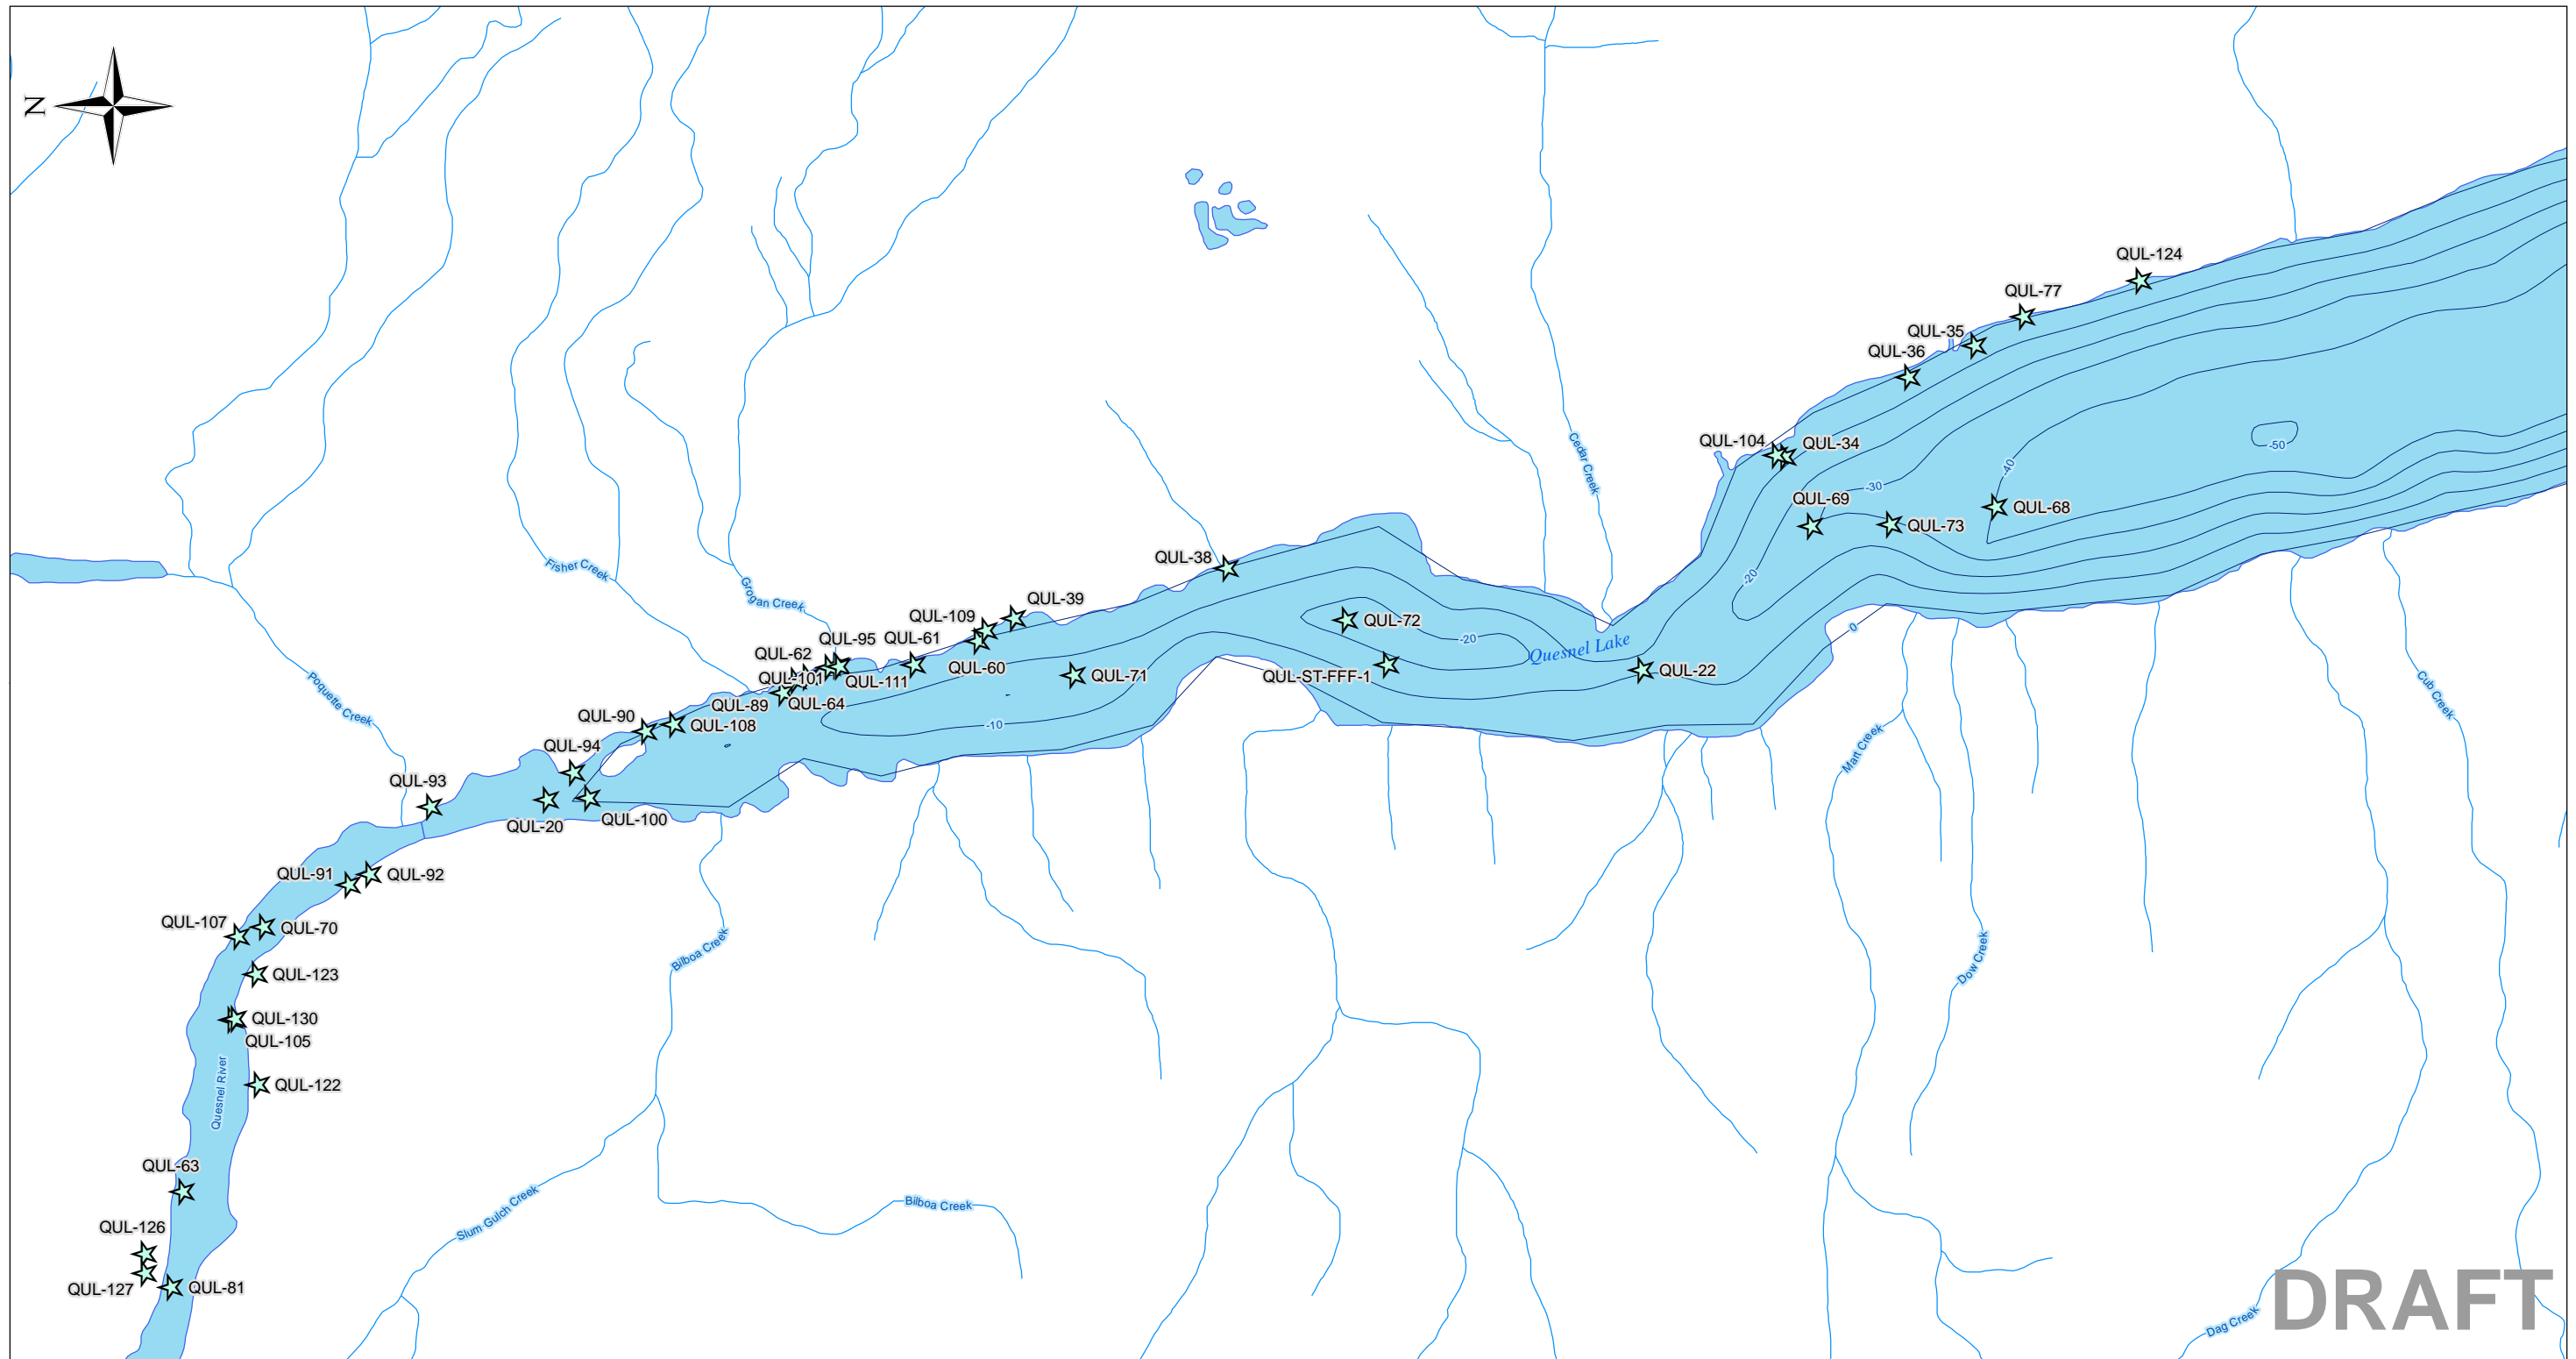 N
QUL-124
QUL-77
QUL-35
QUL-36
QUL-104
QUL-34
Cedar Creek
-50
-40
-30
QUL-69
QUL-68
QUL-73
QUL-38
Fisher Creek
-20
Grogan Creek
QUL-39
QUL-109
QUL-72
0
QUL-95
QUL-61
-20
Quesnel Lake
QUL-62
QUL-60
QUL-101
QUL-111
QUL-71
QUL-ST-FFF-1
QUL-22
Poquette Creek
QUL-89
QUL-64
Cub Creek
QUL-90
QUL-108
-10
QUL-94
Mart Creek
QUL-93
QUL-20
QUL-100
QUL-91
QUL-92
QUL-107
QUL-70
Bilboa Creek
Dow Creek
QUL-123
QUL-130
QUL-105
QUL-122
Quesnel River
QUL-63
Slum Gulch Creek
Bilboa Creek
QUL-126
QUL-127
QUL-81
Dag Creek
DRAFT